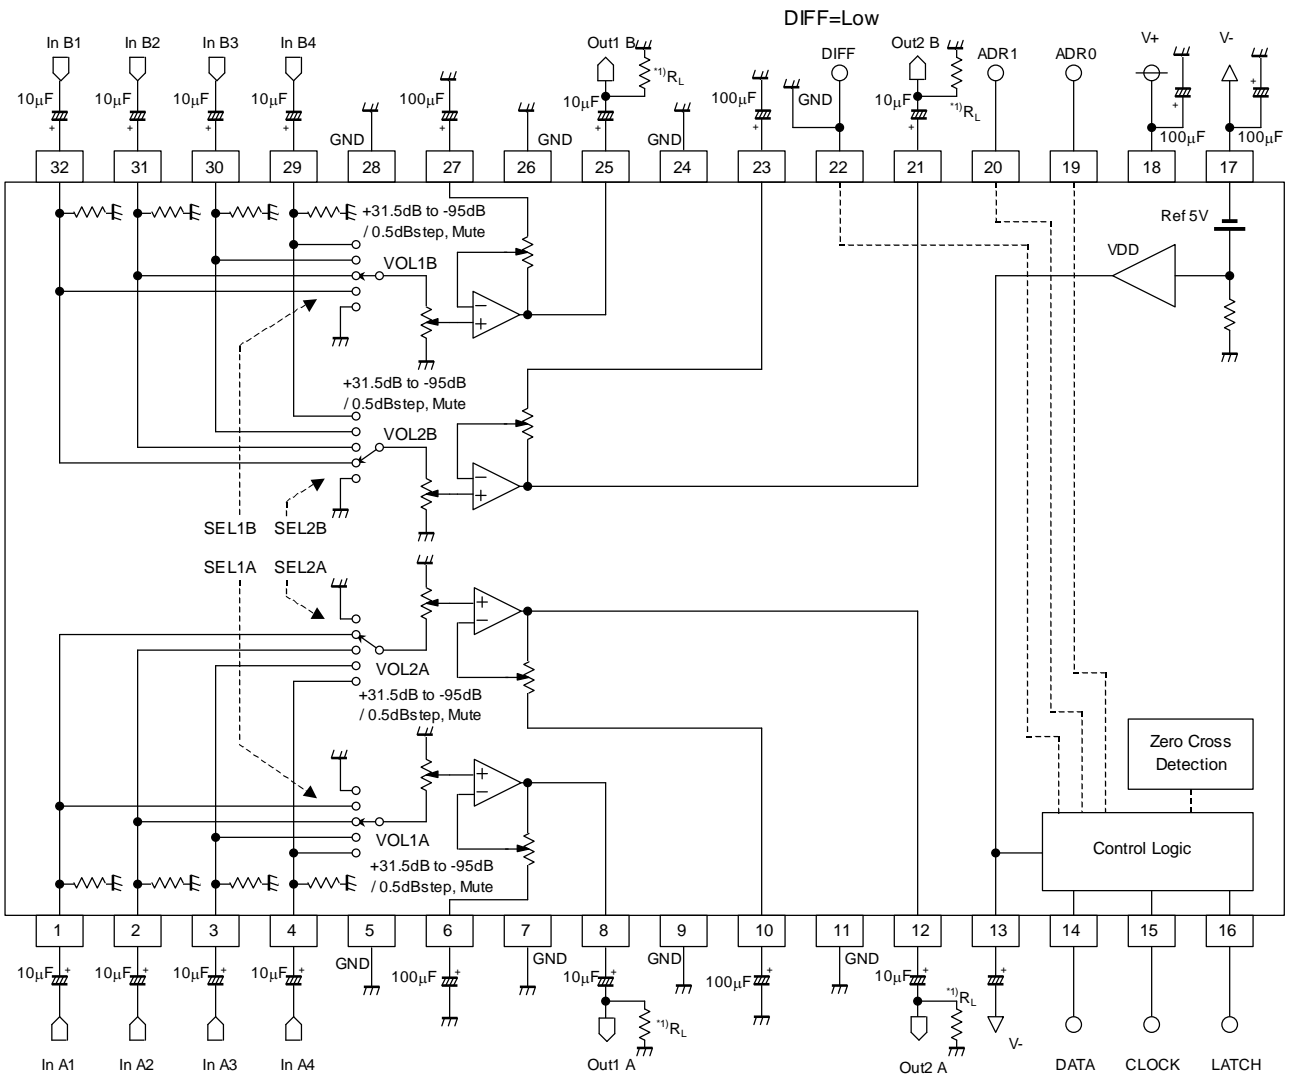 DIFF=Low
In B1 In B2 In B3 In B4 Out1 B DIFF Out2 B ADR1 ADR0 V+ V-
*1)RL
10µF 10µF 10µF 10µF 100µF 10µF 100µF GND 10µF *1)RL 100µF 100µF
GND GND GND
32 31 30 29 28 27 26 25 24 23 22 21 20 19 18 17
+31.5dB to -95dB
/ 0.5dBstep, Mute
Ref 5V
VOL1B
VDD
− +
+31.5dB to -95dB
/ 0.5dBstep, Mute
VOL2B
− +
SEL1B SEL2B
SEL1A SEL2A
+ −
VOL2A
+31.5dB to -95dB
/ 0.5dBstep, Mute
Zero Cross
Detection
+ −
VOL1A
Control Logic
+31.5dB to -95dB
/ 0.5dBstep, Mute
1 2 3 4 5 6 7 8 9 10 11 12 13 14 15 16
GND GND GND GND
10µF 10µF 10µF 10µF 100µF 10µF 100µF 10µF
*1)RL *1)RL
V-
In A1 In A2 In A3 In A4 Out1 A Out2 A DATA CLOCK LATCH